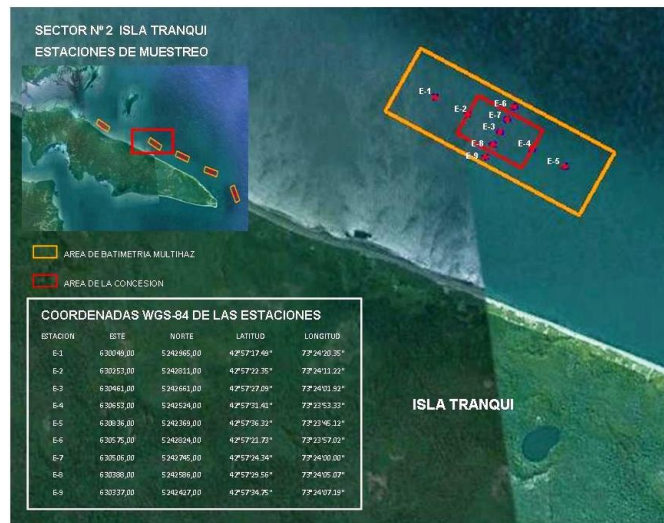 SECTOR Nº 2 ISLA TRANQUI
ESTACIONES DE MUESTREO
E-1
E-2
E-6
E-7
E-3
E-8
E-4
E-9
E-5
AREA DE BATIMETRIA MULTIHAZ
AREA DE LA CONCESION
COORDENADAS WGS-84 DE LAS ESTACIONES
ESTACION ESTE NORTE LATITUD LONGITUD
E-1 630049,00 5242965,00 42°57'17.49" 73°24'20.35"
E-2 630253,00 5242811,00 42°57'22.35" 73°24'11.22"
E-3 630461,00 5242661,00 42°57'27.09" 73°24'01.92"
E-4 630653,00 5242524,00 42°57'31.41" 73°23'53.33"
E-5 630836,00 5242369,00 42°57'36.32" 73°23'45.12"
E-6 630575,00 5242824,00 42°57'21.73" 73°23'57.02"
E-7 630506,00 5242745,00 42°57'24.34" 73°24'00.00"
E-8 630388,00 5242586,00 42°57'29.56" 73°24'05.07"
E-9 630337,00 5242427,00 42°57'34.75" 73°24'07.19"
ISLA TRANQUI